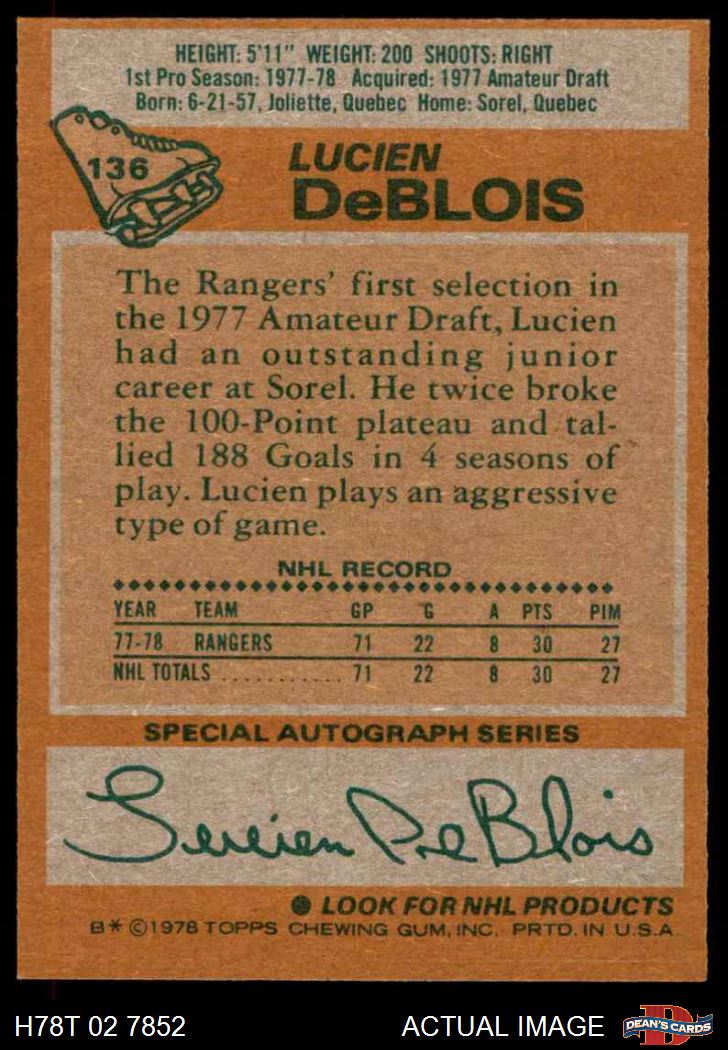 HEIGHT: 5'11" WEIGHT: 200 SHOOTS: RIGHT
1st Pro Season: 1977-78 Acquired: 1977 Amateur Draft
Born: 6-21-57, Joliette, Quebec Home: Sorel, Quebec
136
LUCIEN
DeBLOIS
The Rangers' first selection in
the 1977 Amateur Draft, Lucien
had an outstanding junior
career at Sorel. He twice broke
the 100-Point plateau and tal-
lied 188 Goals in 4 seasons of
play. Lucien plays an aggressive
type of game.
NHL RECORD
YEAR TEAM GP G A PTS PIM
77-78 RANGERS 71 22 8 30 27
NHL TOTALS ........... 71 22 8 30 27
SPECIAL AUTOGRAPH SERIES
Lucien DeBlois
● LOOK FOR NHL PRODUCTS
B* ©1978 TOPPS CHEWING GUM, INC. PRTD. IN U.S.A.
H78T 02 7852 ACTUAL IMAGE
DEAN'S CARDS